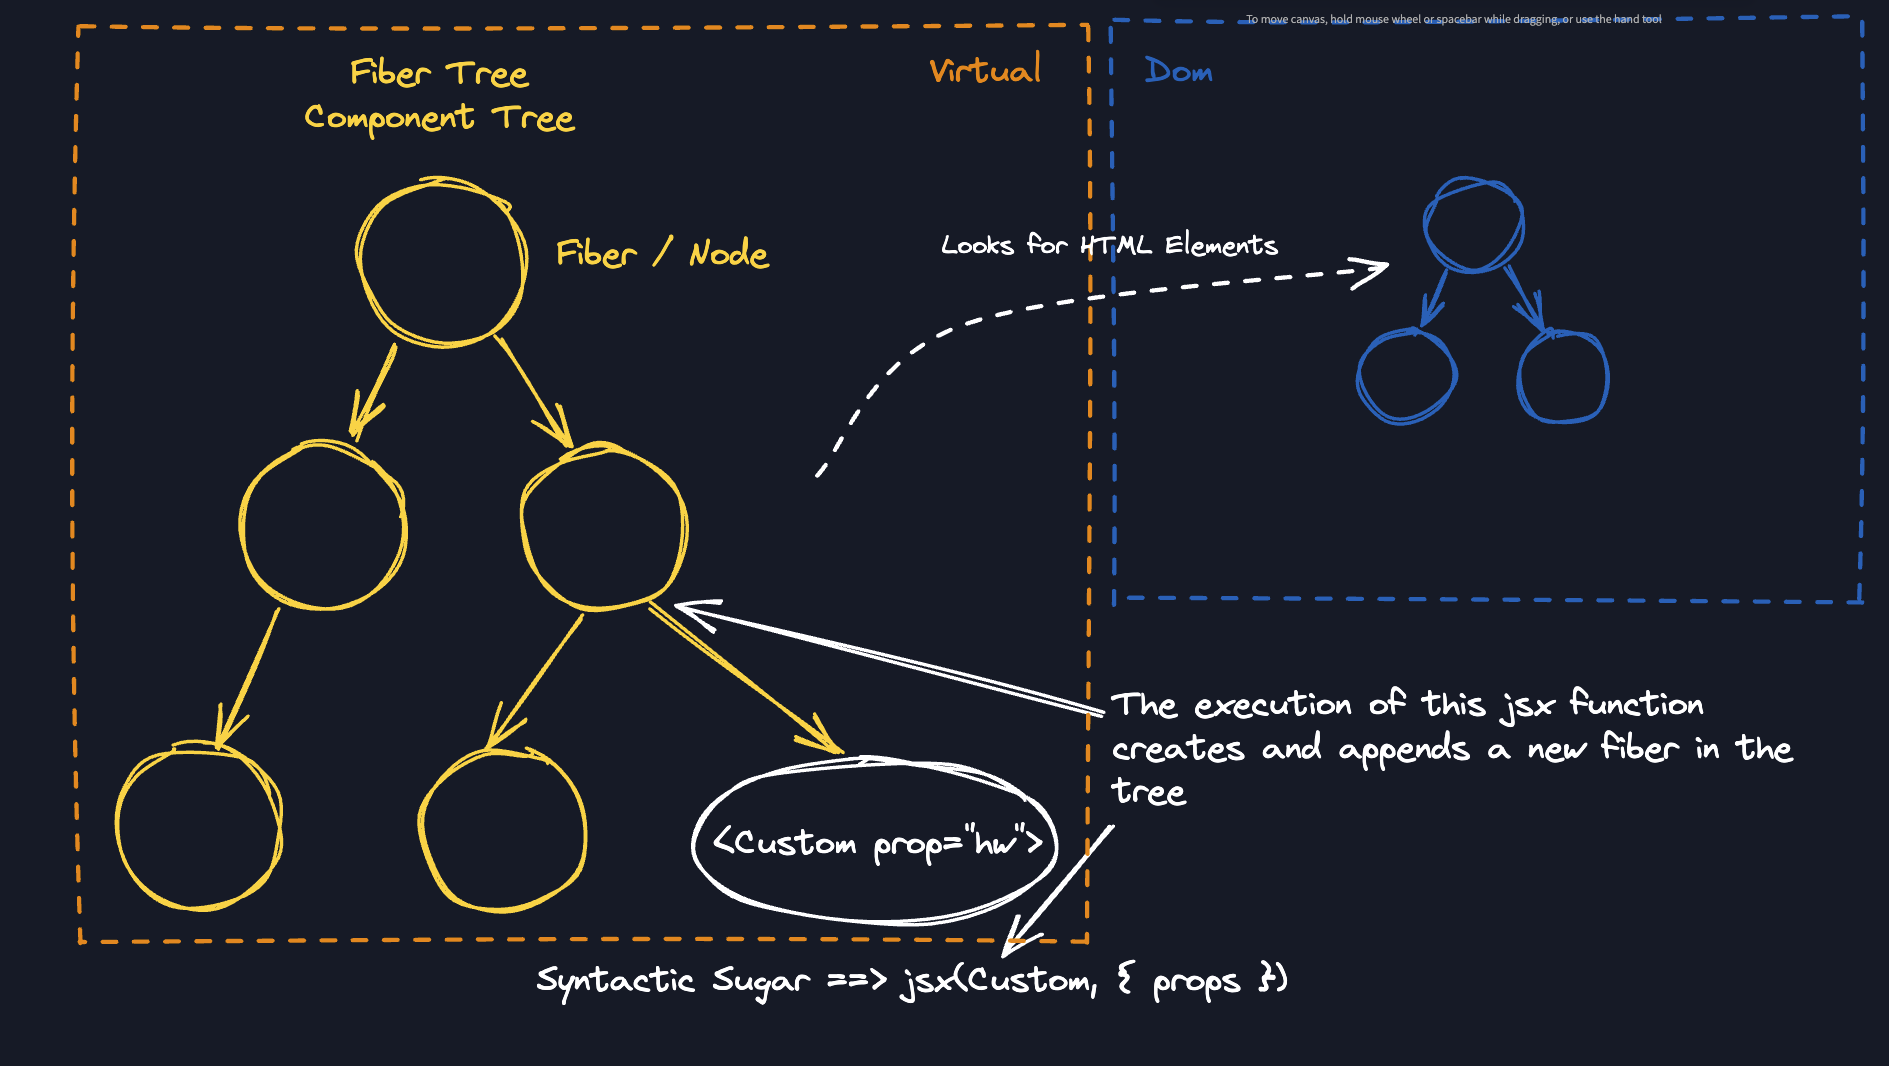 To move canvas, hold mouse wheel or spacebar while dragging, or use the hand tool
Fiber Tree
Component Tree
Virtual
Dom
Fiber / Node
Looks for HTML Elements
The execution of this jsx function
creates and appends a new fiber in the
tree
<Custom prop="hw">
Syntactic Sugar ==> jsx(Custom, { props })